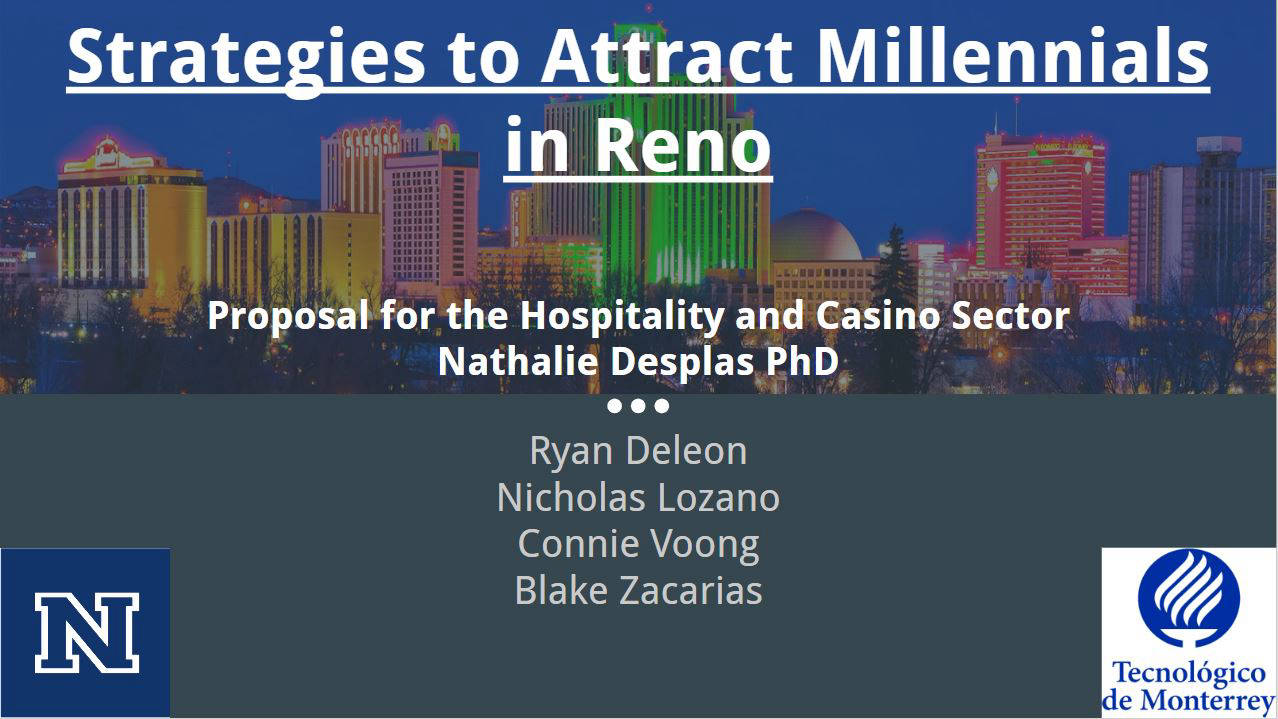 Strategies to Attract Millennials
in Reno
Proposal for the Hospitality and Casino Sector
Nathalie Desplas PhD
Ryan Deleon
Nicholas Lozano
Connie Voong
Blake Zacarias
N
Tecnológico
de Monterrey